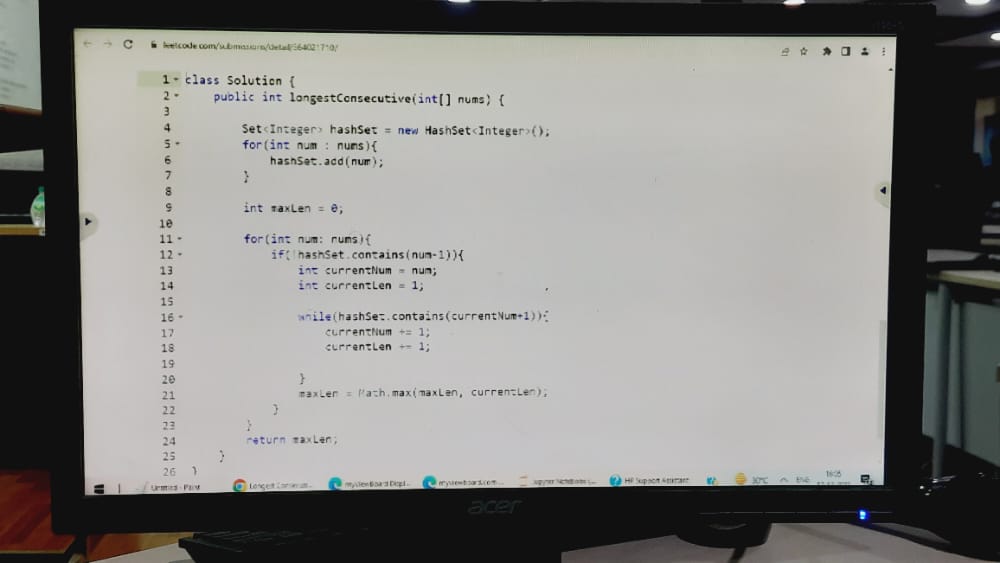 leetcode.com/submissions/detail/564021710/
1 class Solution {
2 public int longestConsecutive(int[] nums) {
3
4 Set<Integer> hashSet = new HashSet<Integer>();
5 for(int num : nums){
6 hashSet.add(num);
7 }
8
9 int maxLen = 0;
10
11 for(int num: nums){
12 if(!hashSet.contains(num-1)){
13 int currentNum = num;
14 int currentLen = 1;
15
16 while(hashSet.contains(currentNum+1)){
17 currentNum += 1;
18 currentLen += 1;
19
20 }
21 maxLen = Math.max(maxLen, currentLen);
22 }
23 }
24 return maxLen;
25 }
26 }
Untitled - Paint Longest Consecuti... myViewBoard Displ... myviewboard.com... Jupyter Notebook (... HP Support Assistant 30°C ENG 16:05
acer